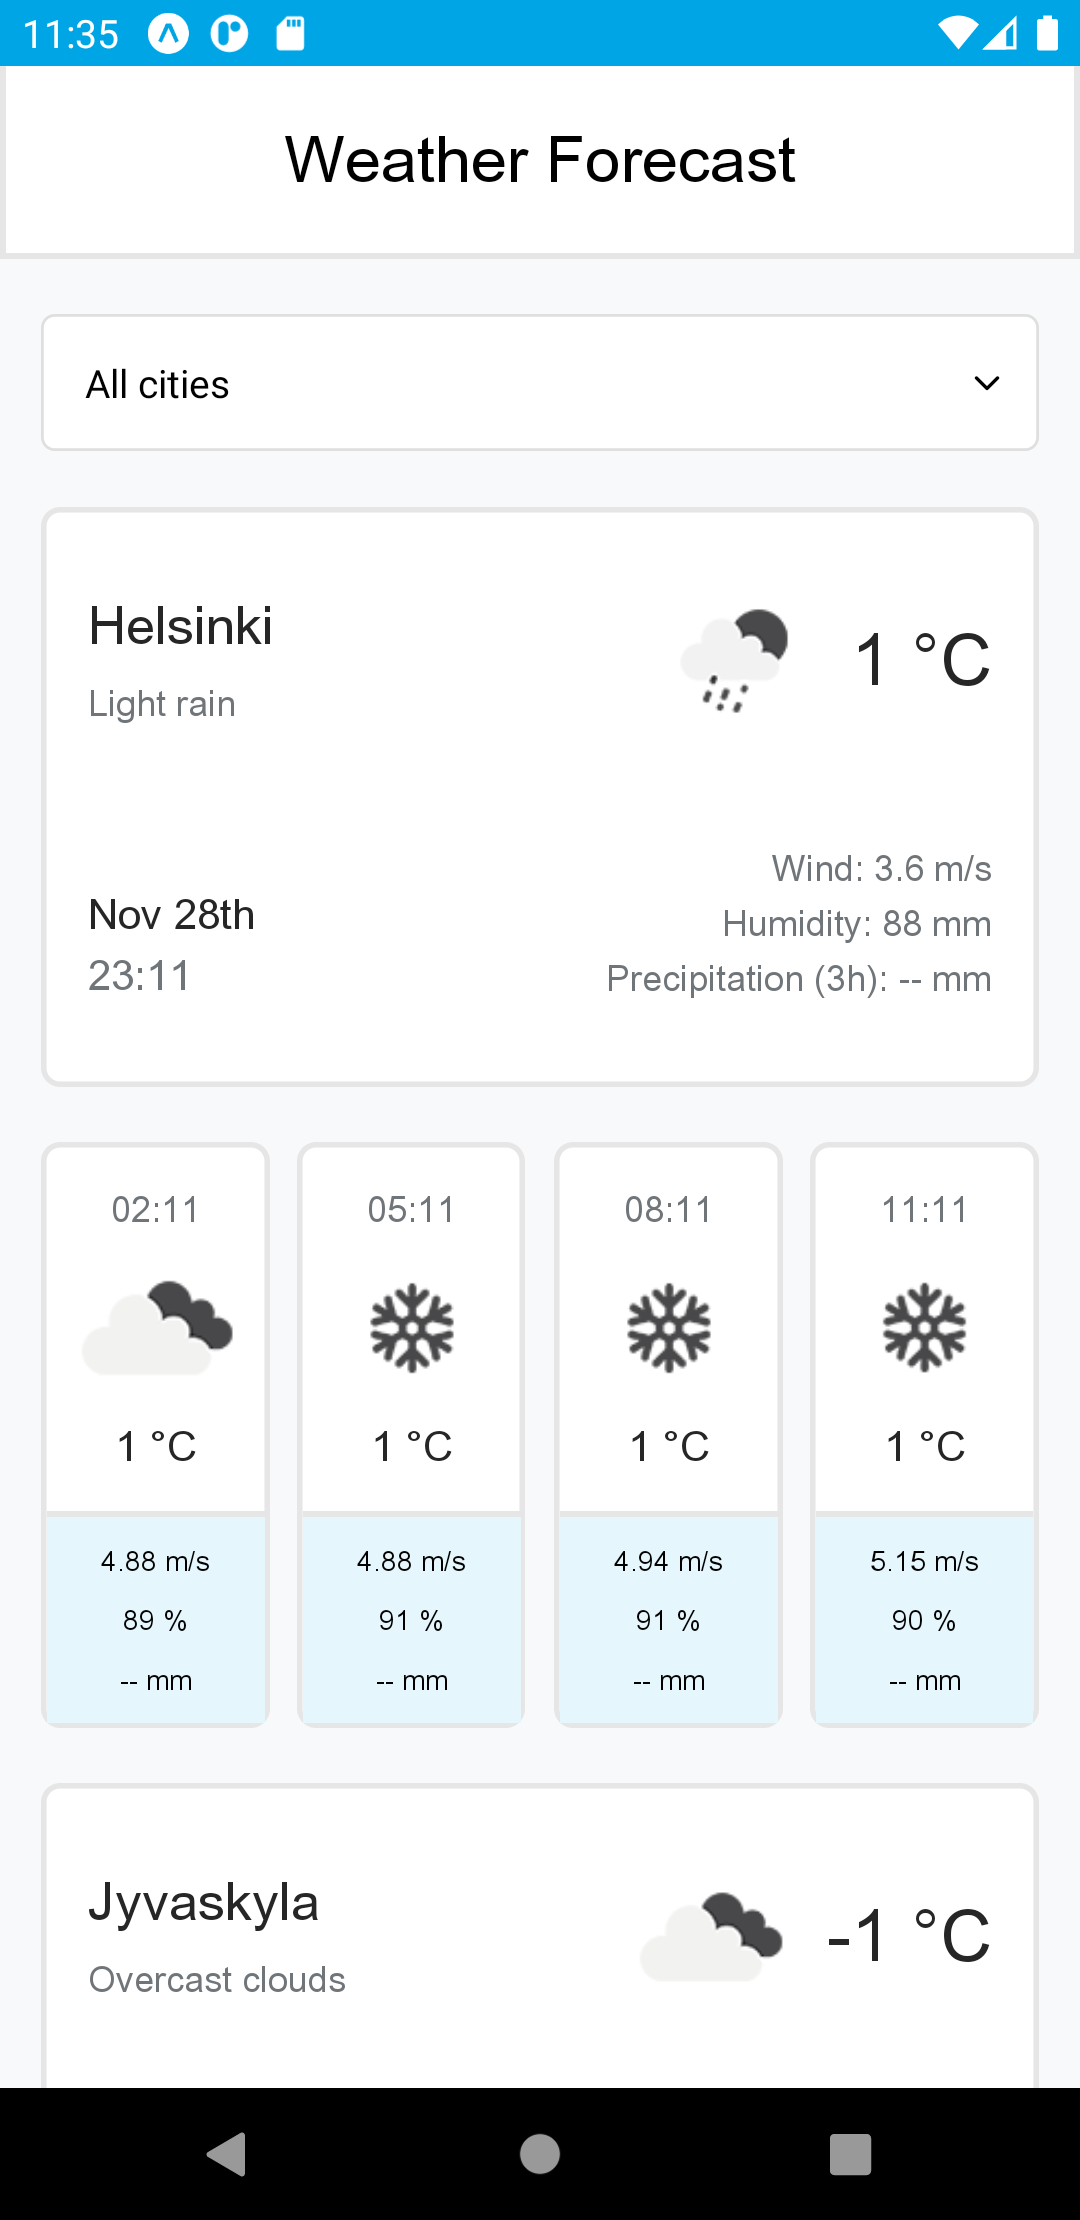 11:35
Weather Forecast
All cities
Helsinki
1 °C
Light rain
Wind: 3.6 m/s
Nov 28th
Humidity: 88 mm
23:11
Precipitation (3h): -- mm
02:11 05:11 08:11 11:11
1 °C 1 °C 1 °C 1 °C
4.88 m/s 4.88 m/s 4.94 m/s 5.15 m/s
89 % 91 % 91 % 90 %
-- mm -- mm -- mm -- mm
Jyvaskyla
-1 °C
Overcast clouds